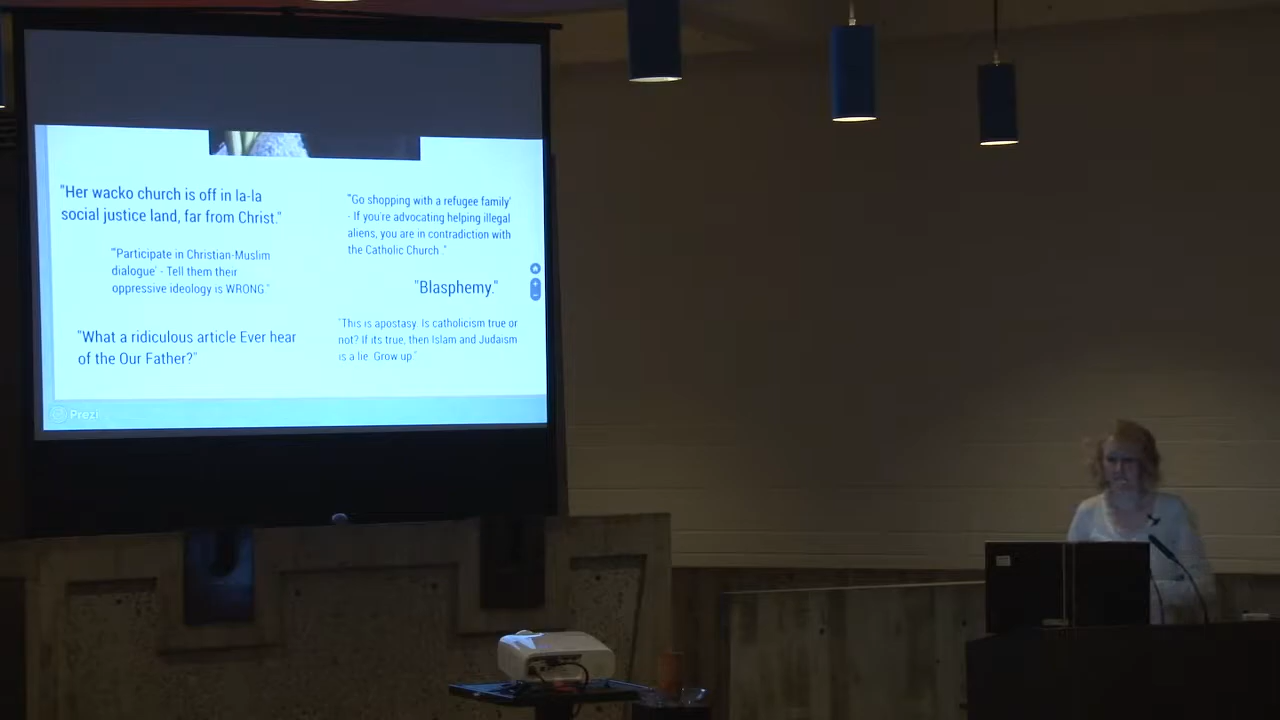 "Her wacko church is off in la-la
social justice land, far from Christ."
"'Participate in Christian-Muslim
dialogue' - Tell them their
oppressive ideology is WRONG."
"What a ridiculous article Ever hear
of the Our Father?"
"'Go shopping with a refugee family'
- If you're advocating helping illegal
aliens, you are in contradiction with
the Catholic Church ."
"Blasphemy."
"This is apostasy. Is catholicism true or
not? If its true, then Islam and Judaism
is a lie. Grow up."
Prezi